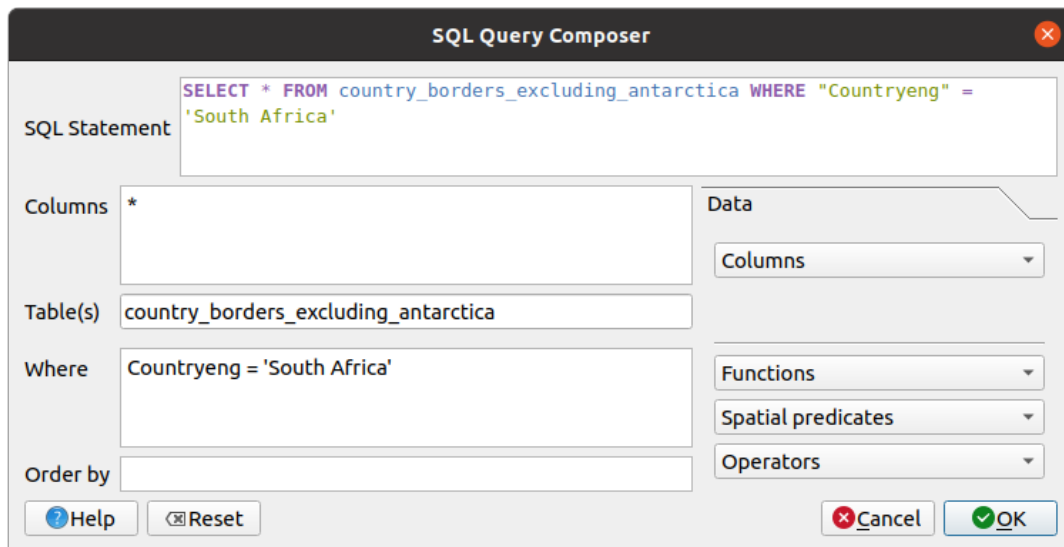 SQL Query Composer
SQL Statement
SELECT * FROM country_borders_excluding_antarctica WHERE "Countryeng" =
'South Africa'
Columns
*
Data
Columns
Table(s)
country_borders_excluding_antarctica
Where
Countryeng = 'South Africa'
Functions
Spatial predicates
Operators
Order by
Help
Reset
Cancel
OK